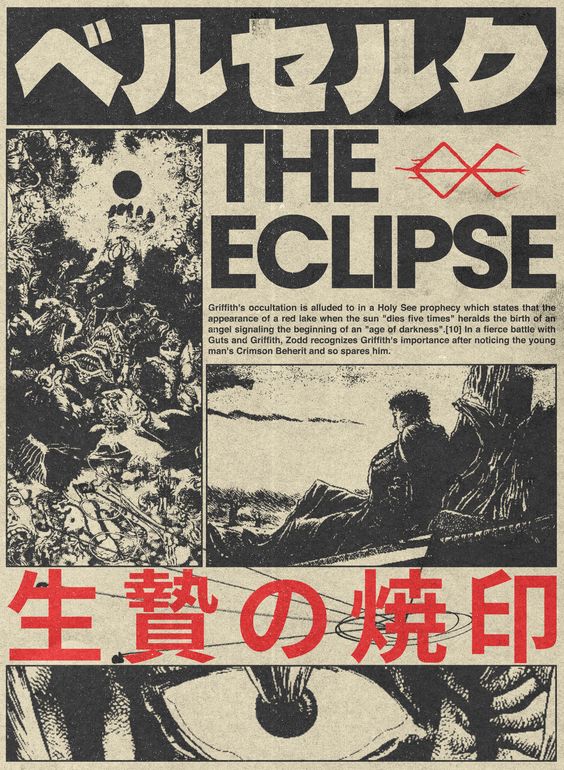 ベルセルク
THE
ECLIPSE
Griffith's occultation is alluded to in a Holy See prophecy which states that the
appearance of a red lake when the sun "dies five times" heralds the birth of an
angel signaling the beginning of an "age of darkness".[10] In a fierce battle with
Guts and Griffith, Zodd recognizes Griffith's importance after noticing the young
man's Crimson Beherit and so spares him.
生贄の焼印